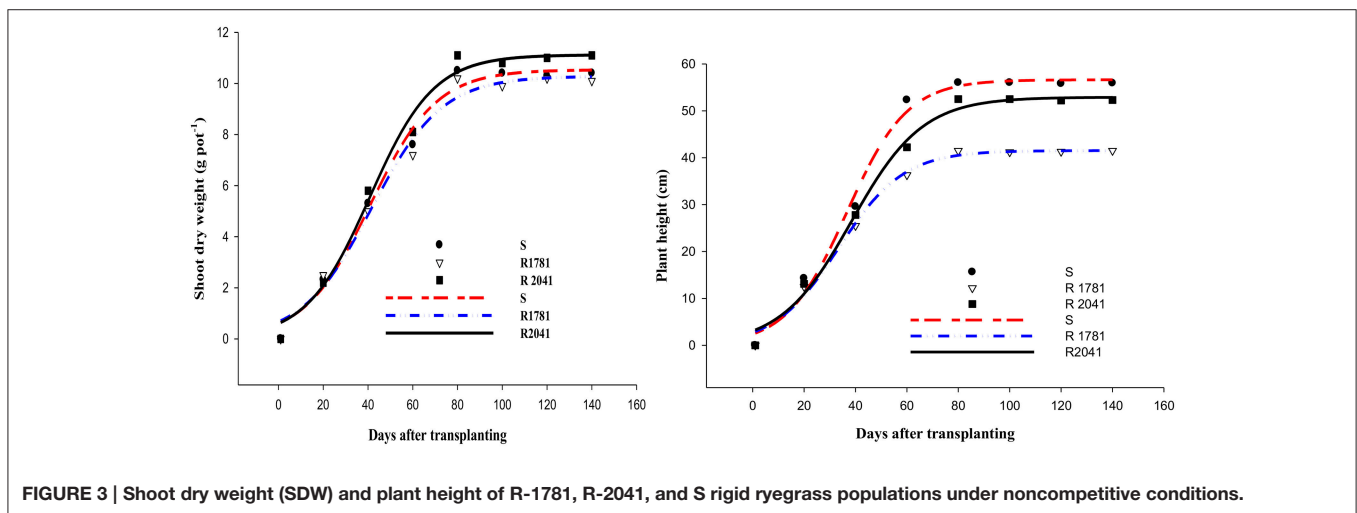 12
10
8
6
4
2
0
Shoot dry weight (g pot⁻¹)
S
R1781
R 2041
S
R1781
R2041
0 20 40 60 80 100 120 140 160
Days after transplanting
60
50
40
30
20
10
0
Plant height (cm)
S
R 1781
R 2041
S
R 1781
R2041
0 20 40 60 80 100 120 140 160
Days after transplanting
FIGURE 3 | Shoot dry weight (SDW) and plant height of R-1781, R-2041, and S rigid ryegrass populations under noncompetitive conditions.